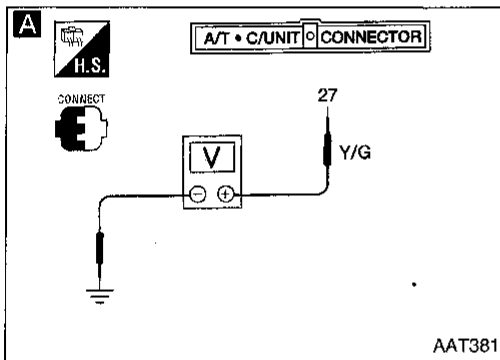 A
H.S.
A/T • C/UNIT CONNECTOR
CONNECT
27
V
Y/G
− +
AAT381